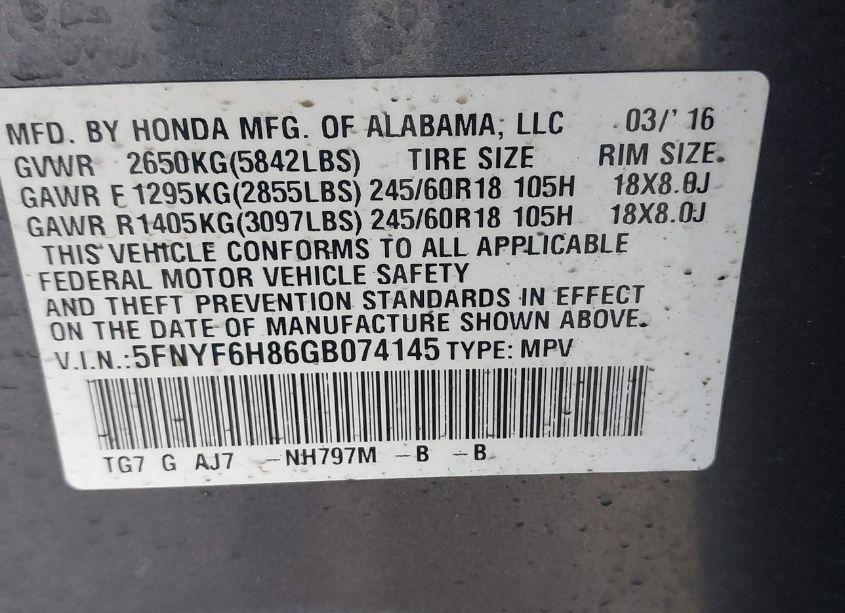 MFD. BY HONDA MFG. OF ALABAMA, LLC 03/' 16
GVWR 2650KG(5842LBS) TIRE SIZE RIM SIZE.
GAWR F 1295KG(2855LBS) 245/60R18 105H 18X8.0J
GAWR R1405KG(3097LBS) 245/60R18 105H 18X8.0J
THIS VEHICLE CONFORMS TO ALL APPLICABLE
FEDERAL MOTOR VEHICLE SAFETY
AND THEFT PREVENTION STANDARDS IN EFFECT
ON THE DATE OF MANUFACTURE SHOWN ABOVE.
V.I.N.:5FNYF6H86GB074145 TYPE: MPV
TG7 G AJ7 -NH797M -B -B